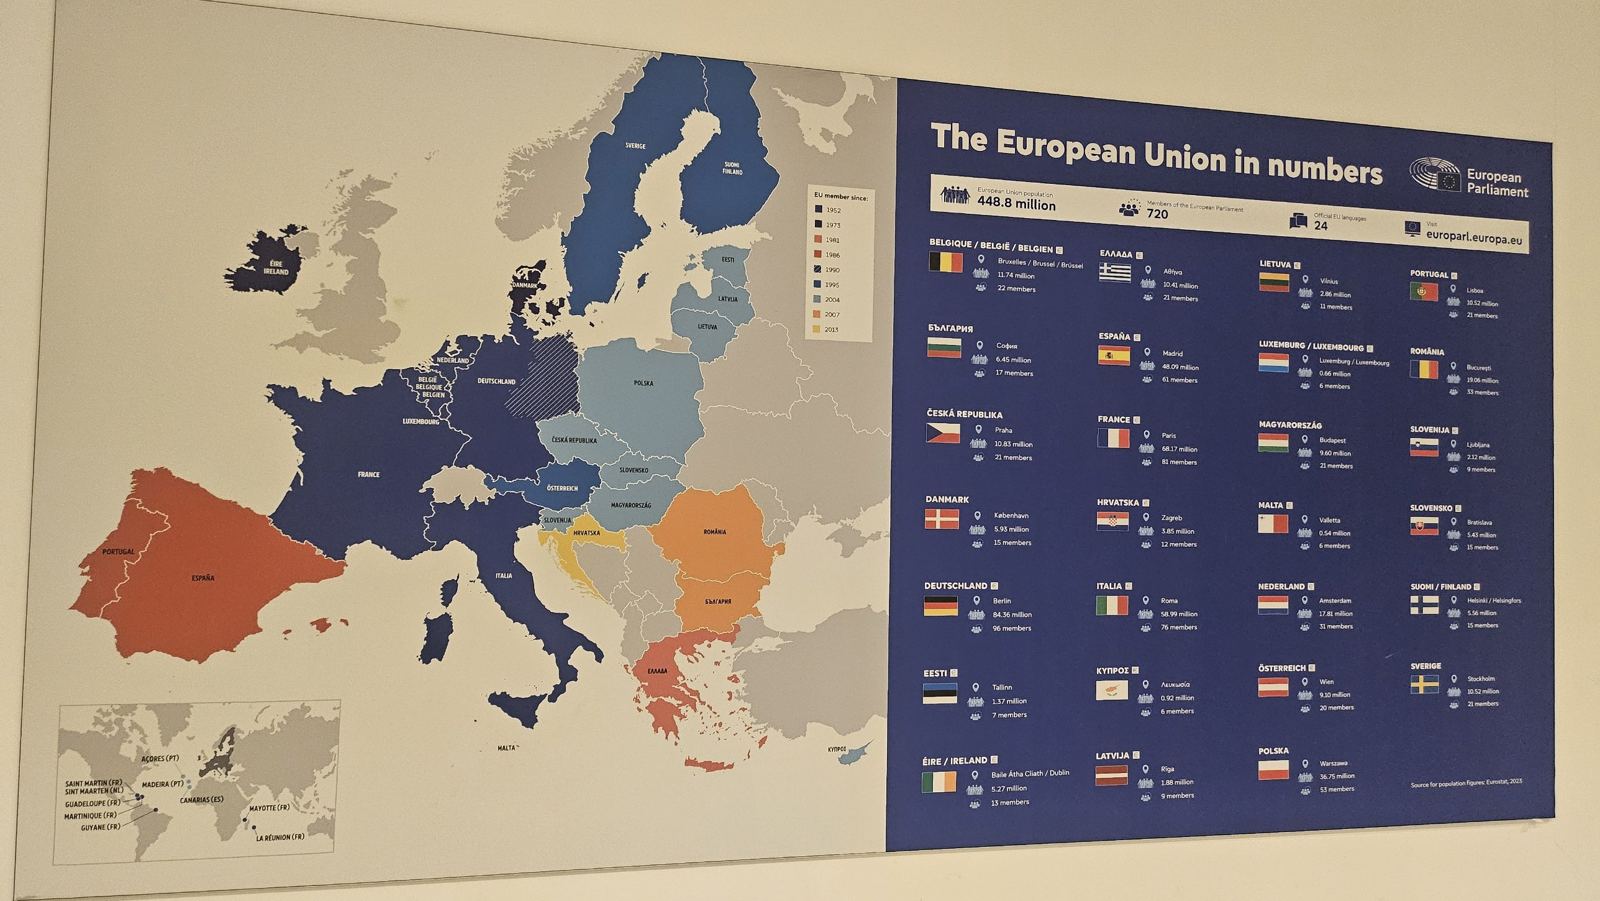 SVERIGE
SUOMI
FINLAND
ÉIRE
IRELAND
DANMARK
EESTI
LATVIJA
LIETUVA
NEDERLAND
BELGIË
BELGIQUE
BELGIEN
DEUTSCHLAND
POLSKA
LUXEMBOURG
ČESKÁ REPUBLIKA
FRANCE
SLOVENSKO
ÖSTERREICH
MAGYARORSZÁG
SLOVENIJA
HRVATSKA
ROMÂNIA
PORTUGAL
ESPAÑA
ITALIA
БЪЛГАРИЯ
ΕΛΛΑΔΑ
MALTA
ΚΥΠΡΟΣ
EU member since:
1952
1973
1981
1986
1990
1995
2004
2007
2013
AÇORES (PT)
SAINT MARTIN (FR)
SINT MAARTEN (NL)
MADEIRA (PT)
GUADELOUPE (FR)
CANARIAS (ES)
MARTINIQUE (FR)
MAYOTTE (FR)
GUYANE (FR)
LA RÉUNION (FR)
The European Union in numbers
European
Parliament
European Union population
448.8 million
Members of the European Parliament
720
Official EU languages
24
Visit
europarl.europa.eu
BELGIQUE / BELGIË / BELGIEN €
Bruxelles / Brussel / Brüssel
11.74 million
22 members
БЪЛГАРИЯ
София
6.45 million
17 members
ČESKÁ REPUBLIKA
Praha
10.83 million
21 members
DANMARK
København
5.93 million
15 members
DEUTSCHLAND €
Berlin
84.36 million
96 members
EESTI €
Tallinn
1.37 million
7 members
ÉIRE / IRELAND €
Baile Átha Cliath / Dublin
5.27 million
13 members
ΕΛΛΑΔΑ €
Αθήνα
10.41 million
21 members
ESPAÑA €
Madrid
48.09 million
61 members
FRANCE €
Paris
68.17 million
81 members
HRVATSKA €
Zagreb
3.85 million
12 members
ITALIA €
Roma
58.99 million
76 members
ΚΥΠΡΟΣ €
Λευκωσία
0.92 million
6 members
LATVIJA €
Rīga
1.88 million
9 members
LIETUVA €
Vilnius
2.86 million
11 members
LUXEMBURG / LUXEMBOURG €
Luxemburg / Luxembourg
0.66 million
6 members
MAGYARORSZÁG
Budapest
9.60 million
21 members
MALTA €
Valletta
0.54 million
6 members
NEDERLAND €
Amsterdam
17.81 million
31 members
ÖSTERREICH €
Wien
9.10 million
20 members
POLSKA
Warszawa
36.75 million
53 members
PORTUGAL €
Lisboa
10.52 million
21 members
ROMÂNIA
București
19.06 million
33 members
SLOVENIJA €
Ljubljana
2.12 million
9 members
SLOVENSKO €
Bratislava
5.43 million
15 members
SUOMI / FINLAND €
Helsinki / Helsingfors
5.56 million
15 members
SVERIGE
Stockholm
10.52 million
21 members
Source for population figures: Eurostat, 2023